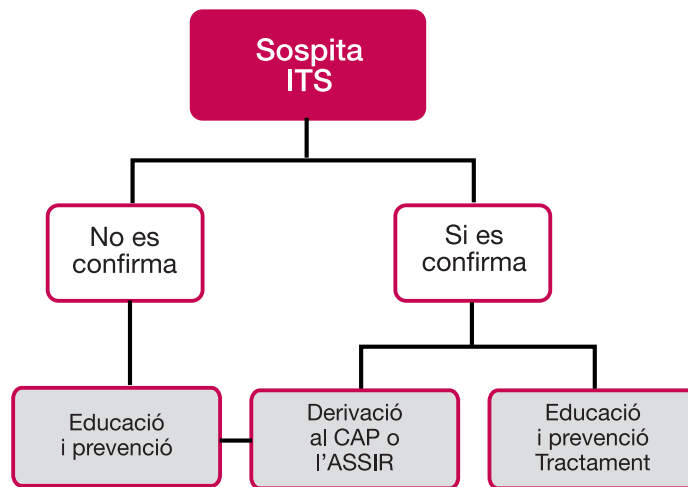 Sospita
ITS
No es
confirma
Si es
confirma
Educació
i prevenció
Derivació
al CAP o
l'ASSIR
Educació
i prevenció
Tractament